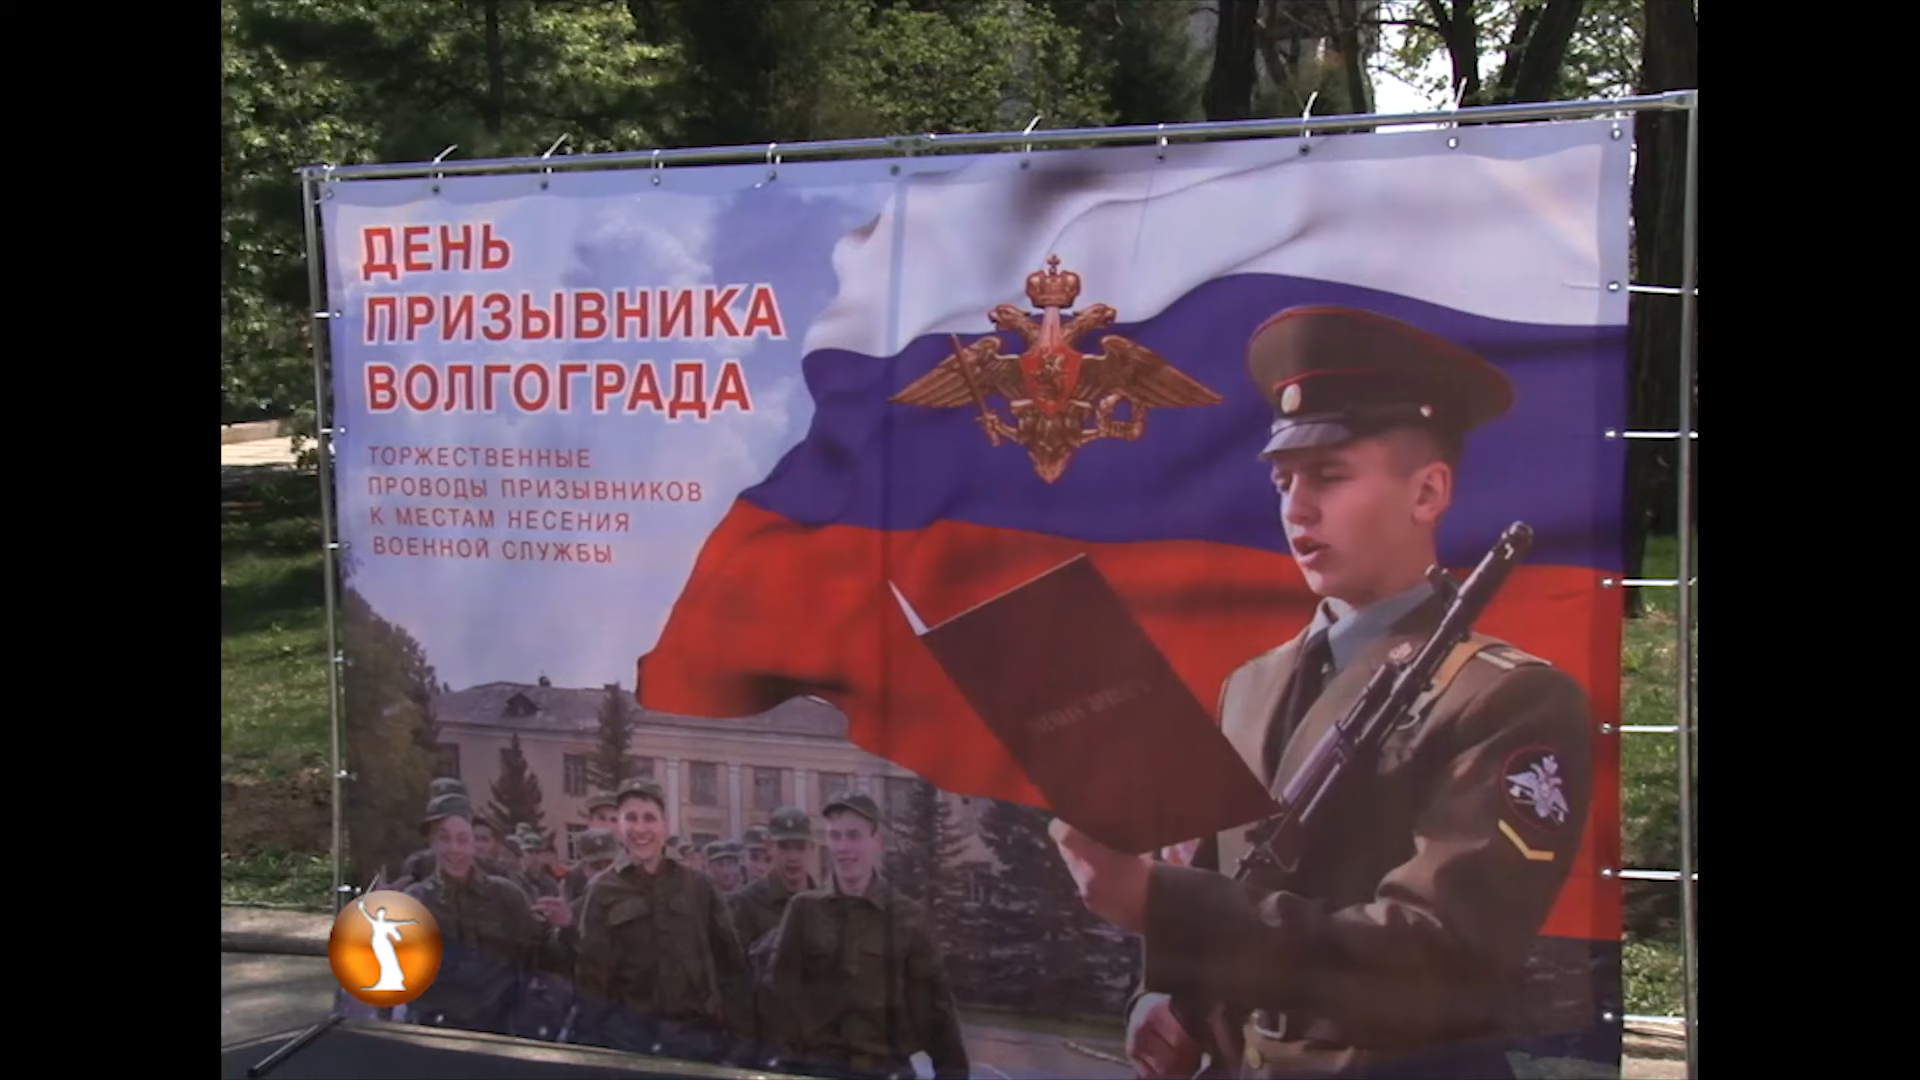 ДЕНЬ
ПРИЗЫВНИКА
ВОЛГОГРАДА
ТОРЖЕСТВЕННЫЕ
ПРОВОДЫ ПРИЗЫВНИКОВ
К МЕСТАМ НЕСЕНИЯ
ВОЕННОЙ СЛУЖБЫ